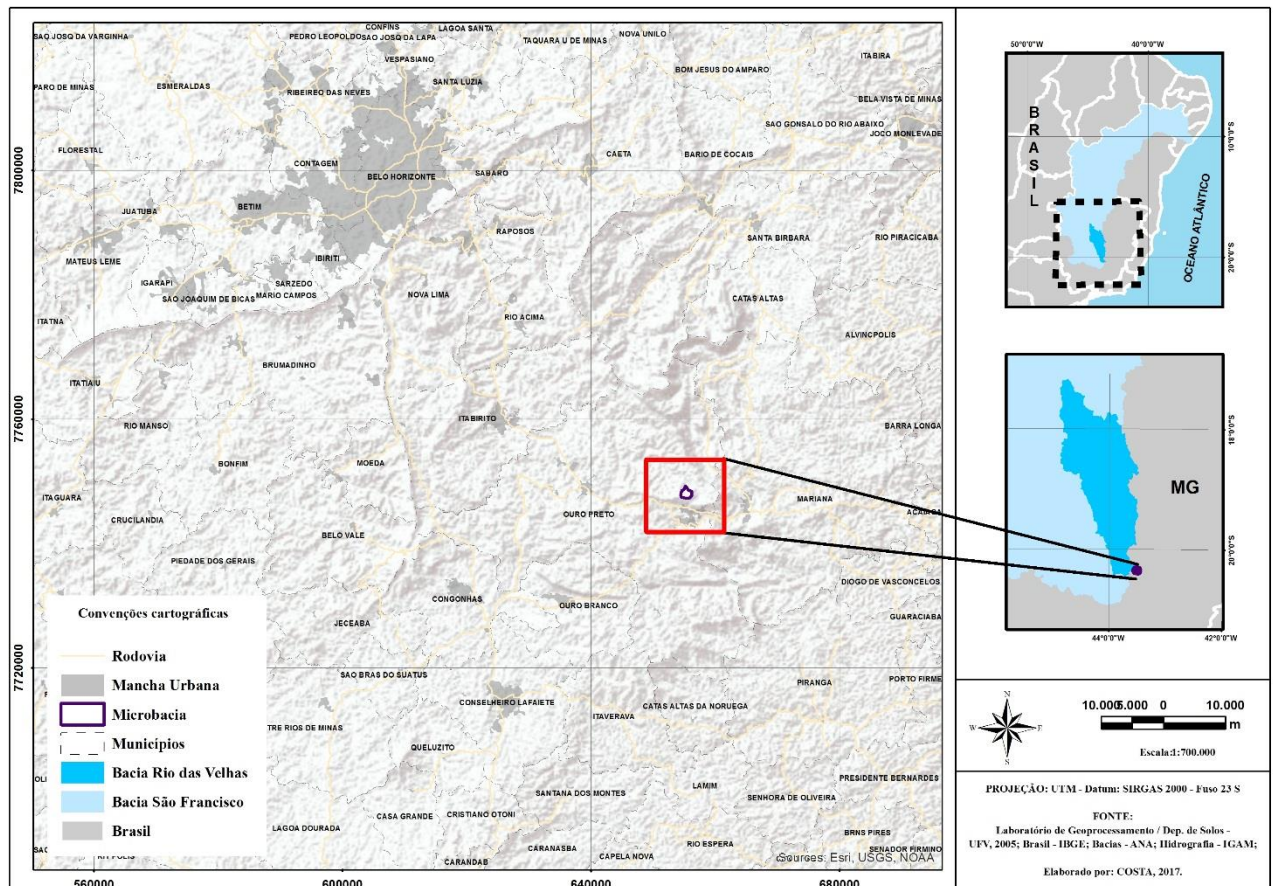 CONFINS
LAGOA SANTA
NOVA UNILO
SAO JOSQ DA VARGINHA
PEDRO LEOPOLDO
SAO JOSQ DA LAPA
TAQUARA U DE MINAS
ITABIRA
VESPASIANO
BOM JESUS DO AMPARO
SANTA LUZIA
PARO DE MINAS
ESMERALDAS
RIBEIREO DAS NEVES
BELA VISTA DE MINAS
SAO GONSALO DO RIO ABAIXO
JOCO MONLEVADE
FLORESTAL
CONTAGEM
CAETA
BARIO DE COCAIS
BELO HORIZONTE
SABARO
JUATUBA
BETIM
RAPOSOS
SANTA BIRBARA
RIO PIRACICABA
MATEUS LEME
IBIRITI
IGARAPI
SARZEDO
SAO JOAQUIM DE BICAS
MARIO CAMPOS
NOVA LIMA
CATAS ALTAS
ITATNA
RIO ACIMA
ALVINCPOLIS
BRUMADINHO
ITATIAIU
RIO MANSO
ITABIRITO
BARRA LONGA
BONFIM
MOEDA
ITAGUARA
MARIANA
OURO PRETO
ACAIACA
CRUCILANDIA
BELO VALE
PIEDADE DOS GERAIS
DIOGO DE VASCONCELOS
CONGONHAS
OURO BRANCO
JECEABA
GUARACIABA
SAO BRAS DO SUATUS
PIRANGA
PORTO FIRME
CONSELHEIRO LAFAIETE
CATAS ALTAS DA NORUEGA
ITAVERAVA
TRE RIOS DE MINAS
QUELUZITO
PRESIDENTE BERNARDES
SANTANA DOS MONTES
LAMIM
SENHORA DE OLIVEIRA
CASA GRANDE
CRISTIANO OTONI
LAGOA DOURADA
BRNS PIRES
RIO ESPERA
CARANASBA
SENADOR FIRMINO
CARANDAB
CAPELA NOVA
Sources: Esri, USGS, NOAA
7800000
7760000
7720000
560000
600000
640000
680000
Convenções cartográficas
Rodovia
Mancha Urbana
Microbacia
Municípios
Bacia Rio das Velhas
Bacia São Francisco
Brasil
50°0'0"W
40°0'0"W
BRASIL
10°0'0"S
20°0'0"S
OCEANO ATLÂNTICO
18°0'0"S
MG
20°0'0"S
44°0'0"W
42°0'0"W
N
W
E
S
10.000 5.000 0 10.000
m
Escala:1:700.000
PROJEÇÃO: UTM - Datum: SIRGAS 2000 - Fuso 23 S
FONTE:
Laboratório de Geoprocessamento / Dep. de Solos -
UFV, 2005; Brasil - IBGE; Bacias - ANA; Hidrografia - IGAM;
Elaborado por: COSTA, 2017.